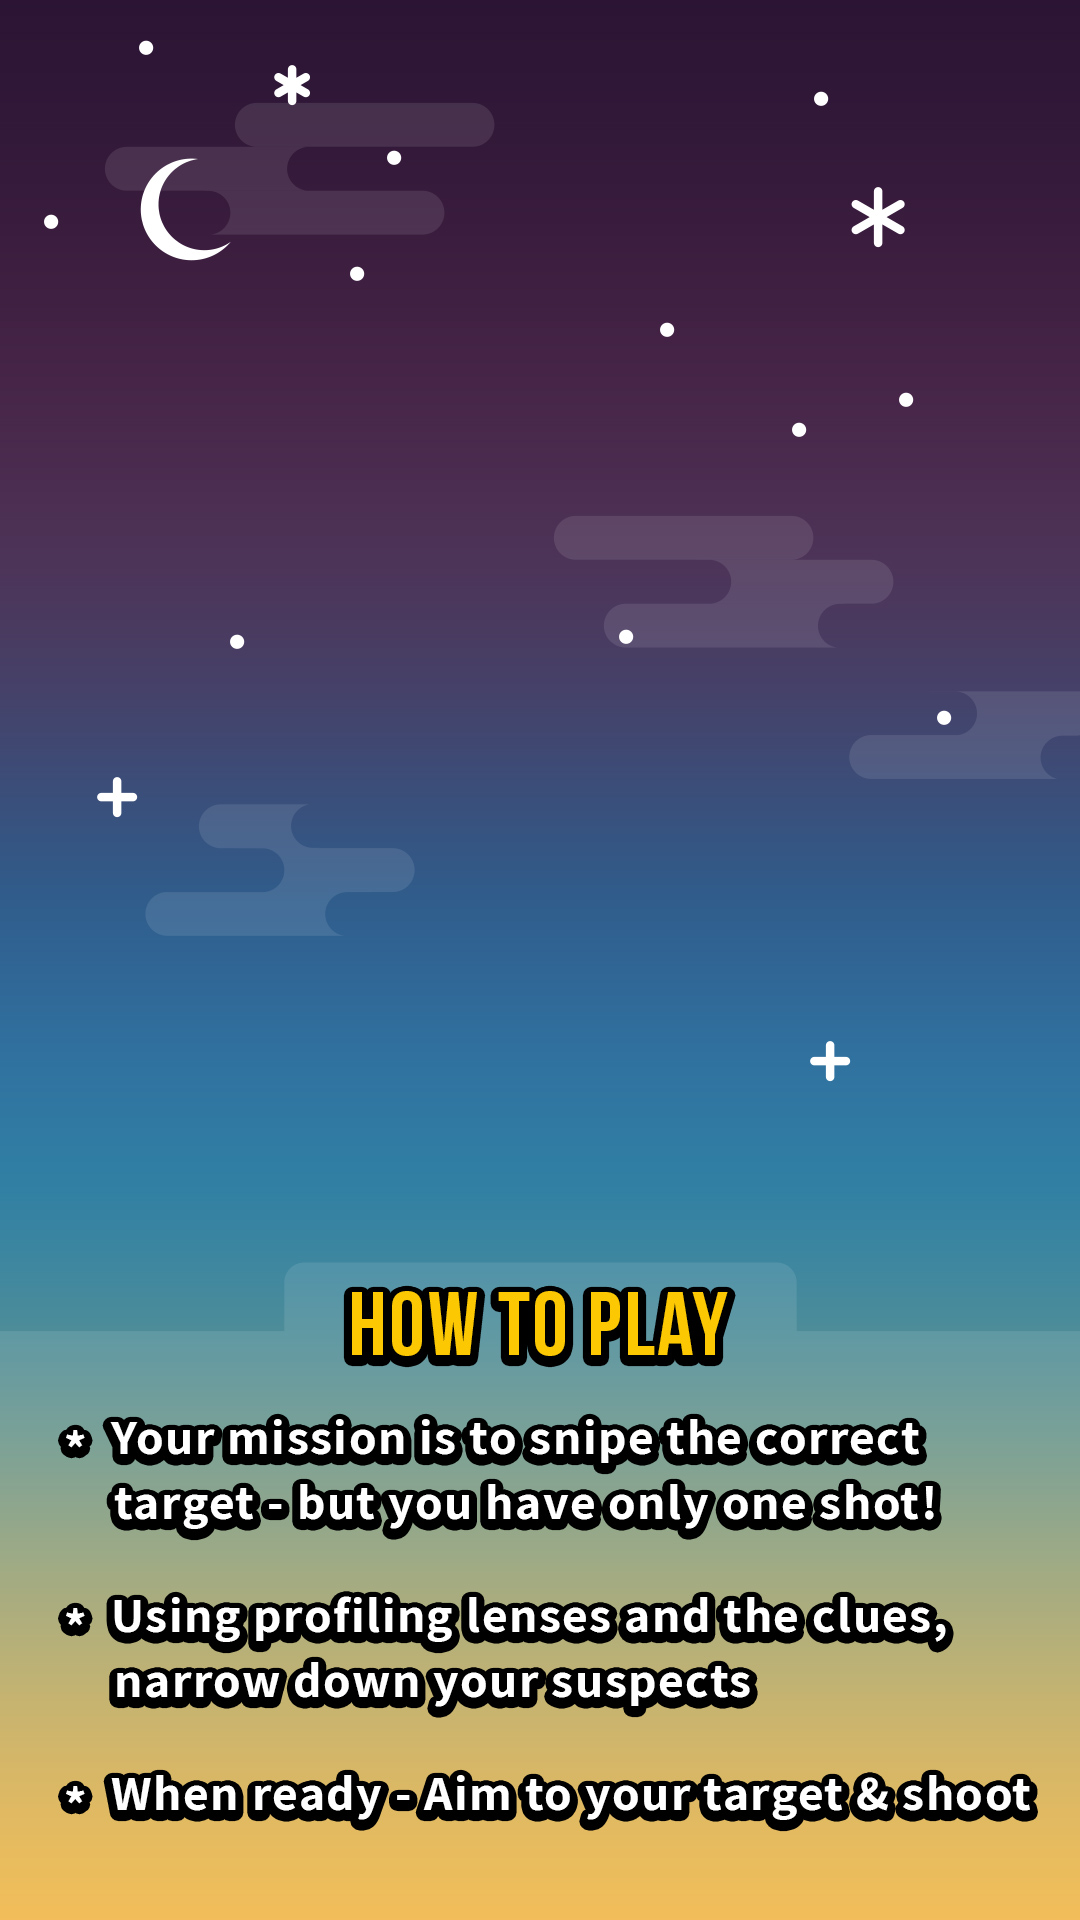 HOW TO PLAY
* Your mission is to snipe the correct
target - but you have only one shot!
* Using profiling lenses and the clues,
narrow down your suspects
* When ready - Aim to your target & shoot